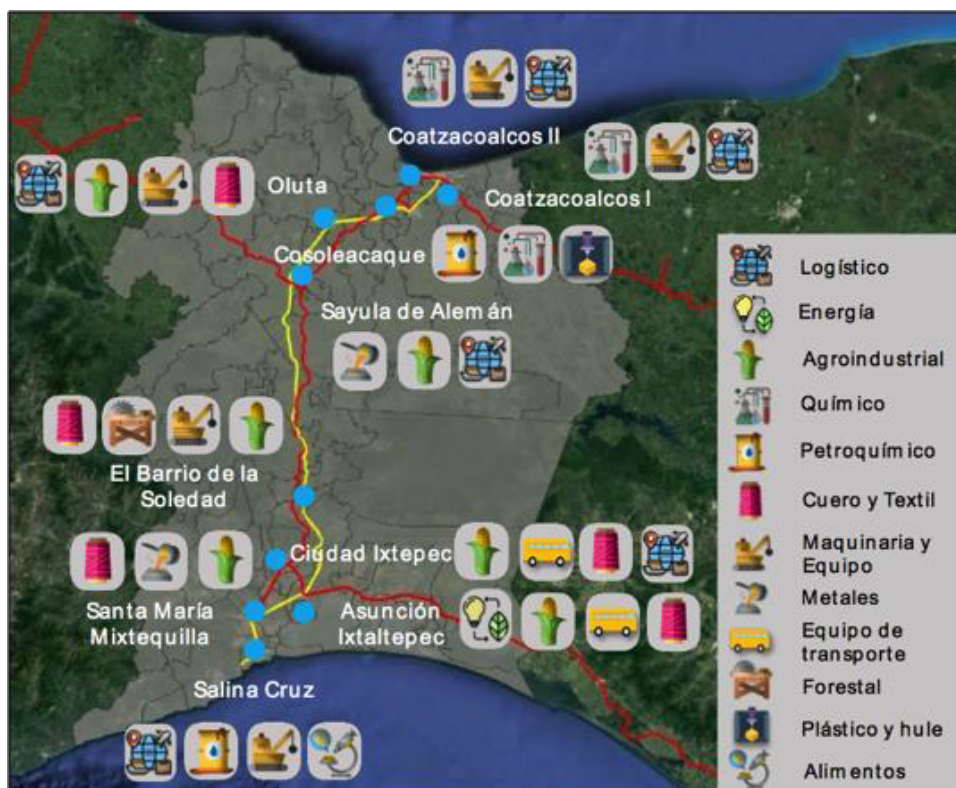 Coatzacoalcos II
Oluta
Coatzacoalcos I
Cosoleacaque
Sayula de Alemán
El Barrio de la
Soledad
Ciudad Ixtepec
Santa María
Mixtequilla
Asunción
Ixtaltepec
Salina Cruz
Logístico
Energía
Agroindustrial
Químico
Petroquímico
Cuero y Textil
Maquinaria y
Equipo
Metales
Equipo de
transporte
Forestal
Plástico y hule
Alimentos